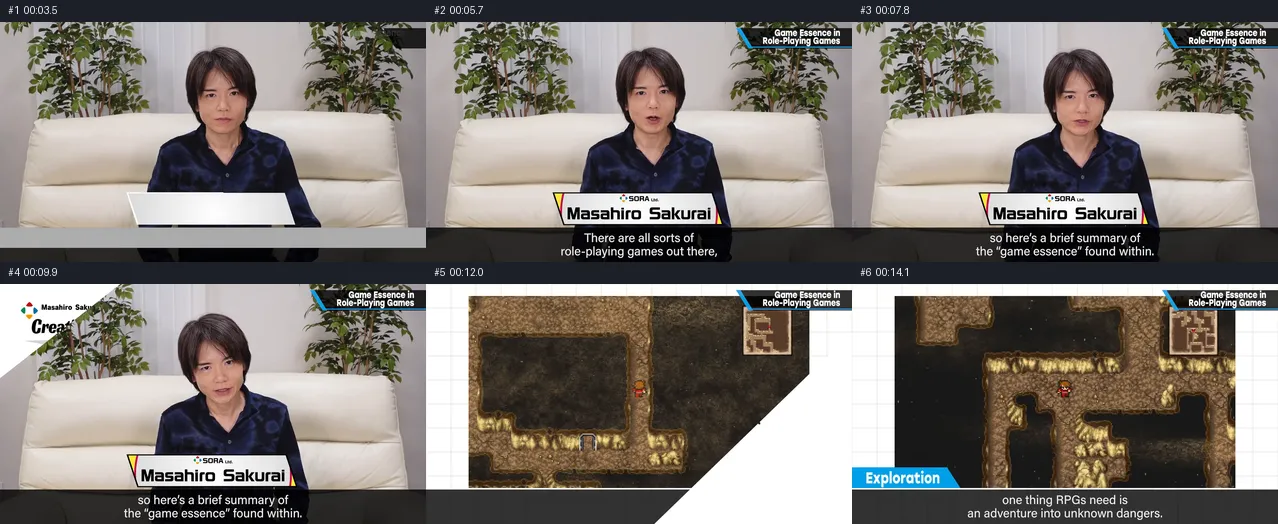 #1 00:03.5
#2 00:05.7
Game Essence in
Role-Playing Games
SORA Ltd.
Masahiro Sakurai
There are all sorts of
role-playing games out there,
#3 00:07.8
Game Essence in
Role-Playing Games
SORA Ltd.
Masahiro Sakurai
so here's a brief summary of
the “game essence” found within.
#4 00:09.9
Masahiro
Game Essence in
Role-Playing Games
SORA Ltd.
Masahiro Sakurai
so here's a brief summary of
the “game essence” found within.
#5 00:12.0
Game Essence in
Role-Playing Games
#6 00:14.1
Game Essence in
Role-Playing Games
Exploration
one thing RPGs need is
an adventure into unknown dangers.